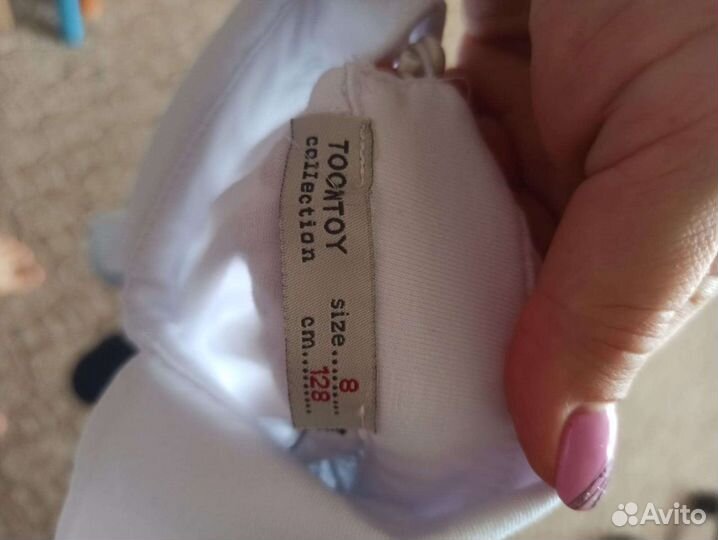 TOONTOY
collection
size.....8....
cm.....128.....
Avito